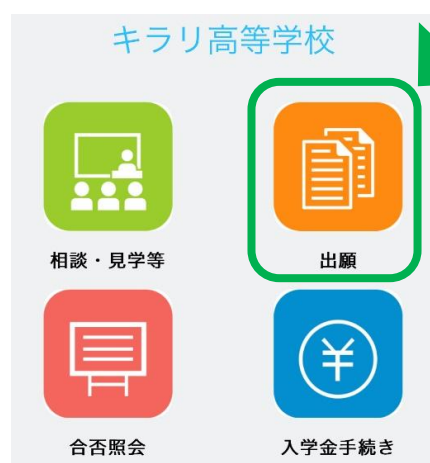 キラリ高等学校
相談・見学等
出願
合否照会
入学金手続き